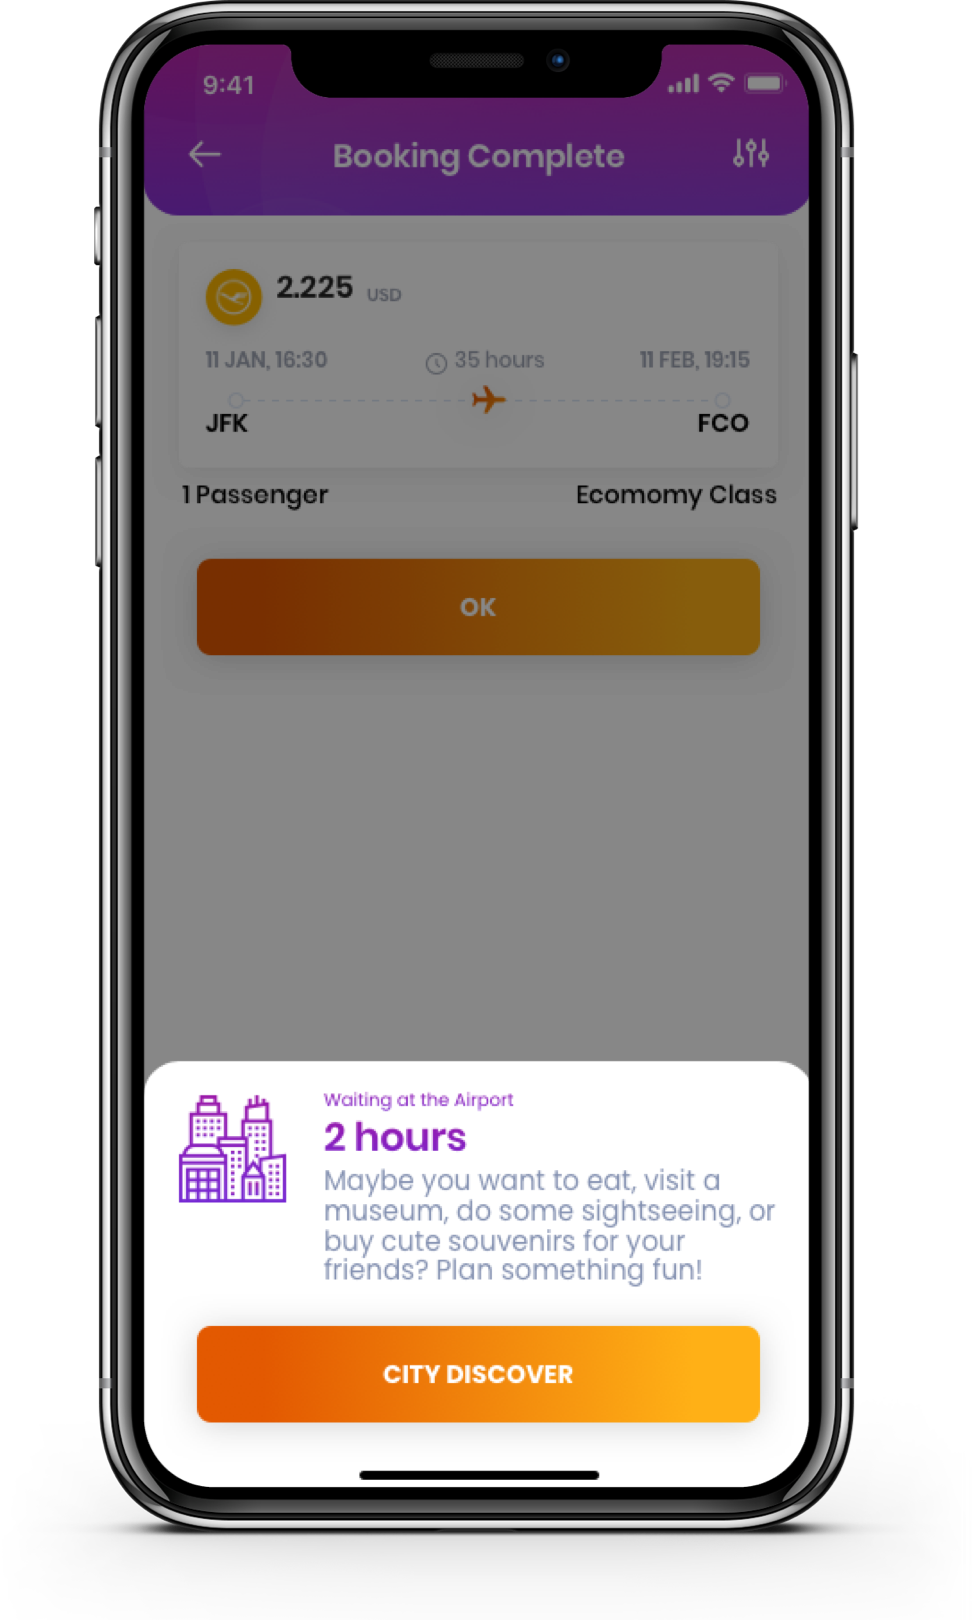 9:41
Booking Complete
2.225 USD
11 JAN, 16:30 35 hours 11 FEB, 19:15
JFK FCO
1 Passenger Ecomomy Class
OK
Waiting at the Airport
2 hours
Maybe you want to eat, visit a
museum, do some sightseeing, or
buy cute souvenirs for your
friends? Plan something fun!
CITY DISCOVER